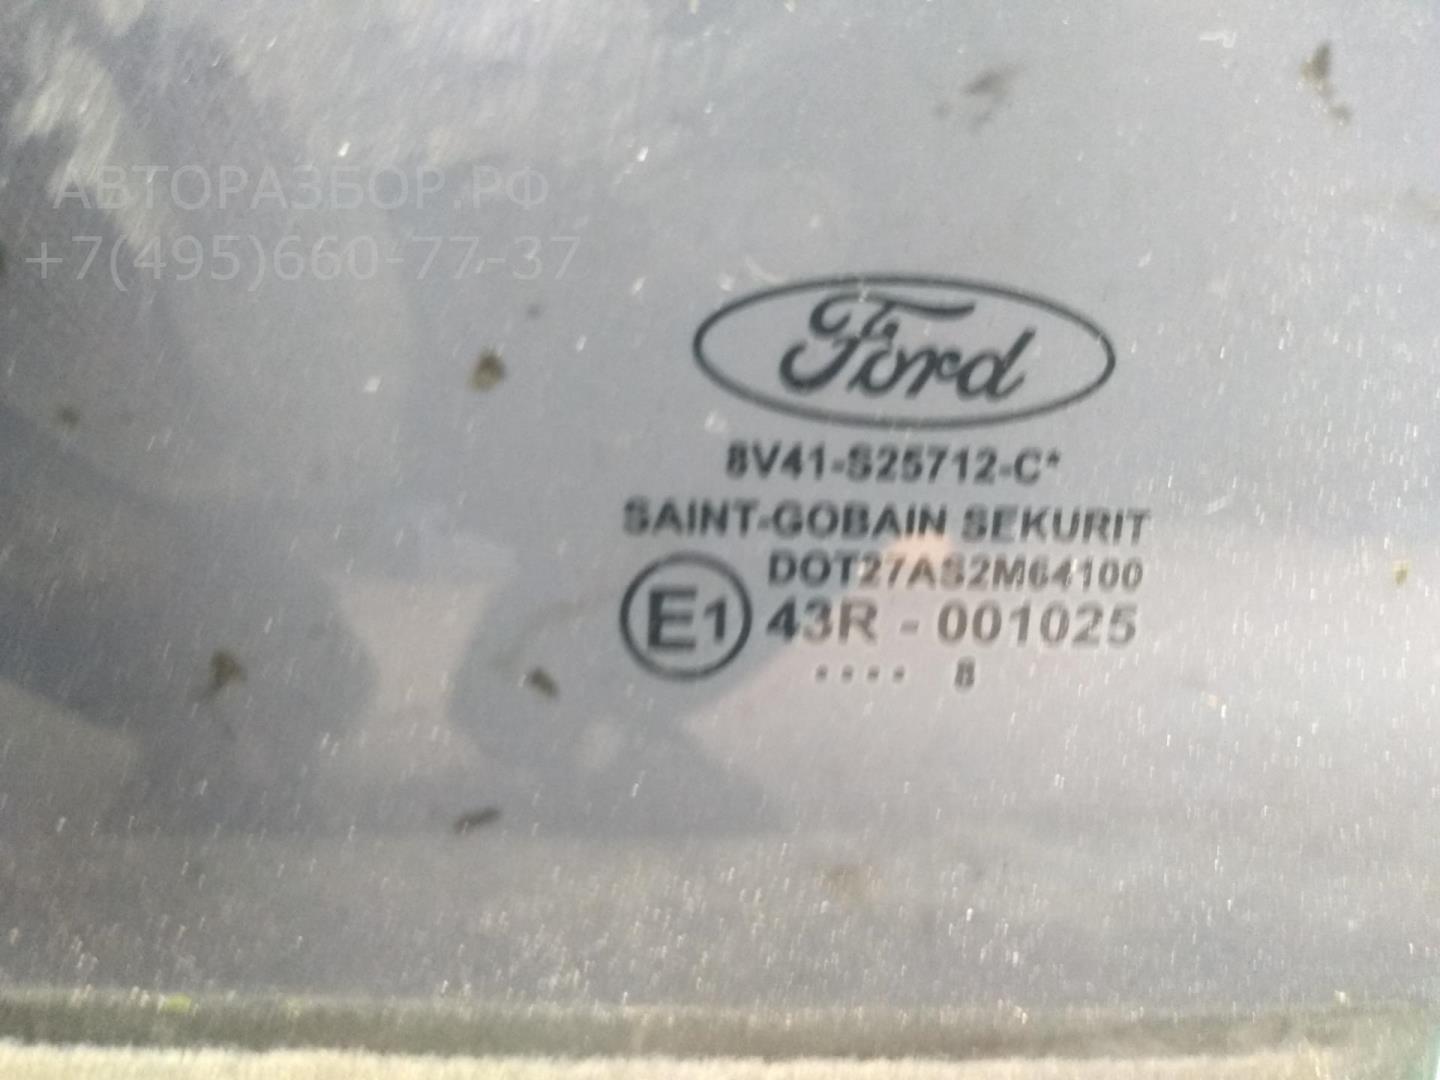 АВТОРАЗБОР.РФ
+7(495)660-77-37
Ford
8V41-S25712-C*
SAINT-GOBAIN SEKURIT
DOT27AS2M64100
E1 43R - 001025
.... 8